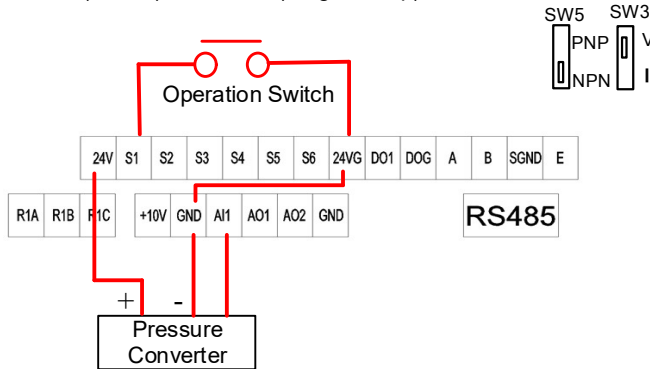 SW5 SW3
PNP V
NPN I
Operation Switch
24V S1 S2 S3 S4 S5 S6 24VG DO1 DOG A B SGND E
R1A R1B R1C +10V GND AI1 AO1 AO2 GND
RS485
+ -
Pressure
Converter